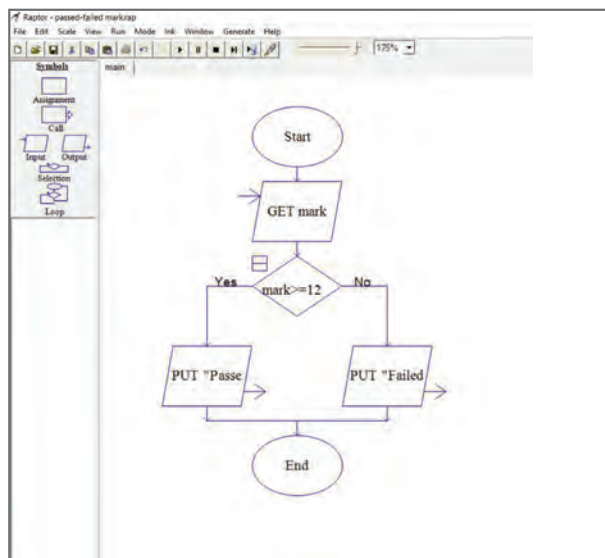 Raptor - passed-failed mark.rap
File Edit Scale View Run Mode Ink Window Generate Help
175%
Symbols
main
Assignment
Call
Input Output
Selection
Loop
Start
GET mark
Yes No
mark>=12
PUT "Passe PUT "Failed
End